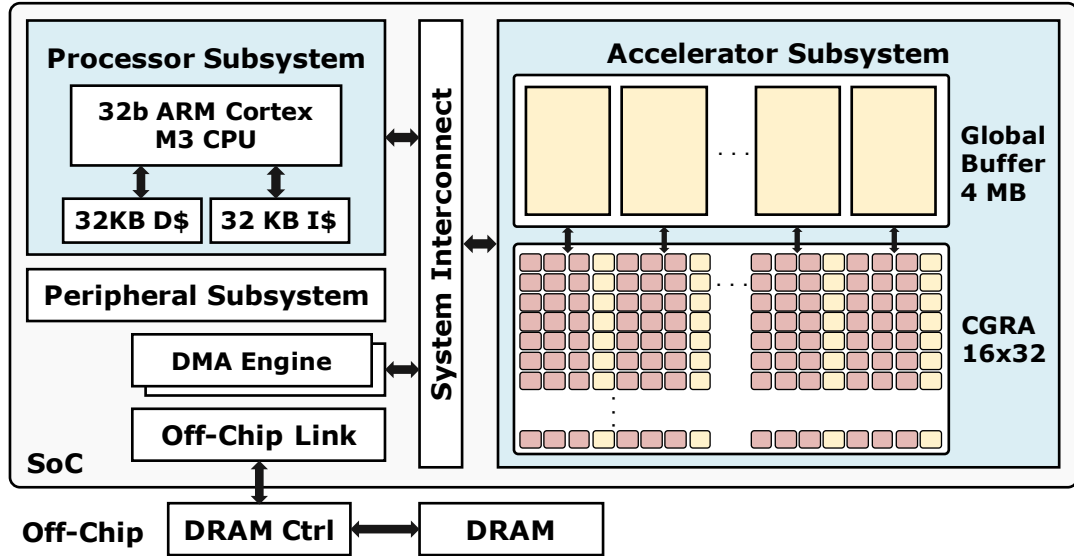 Processor Subsystem
32b ARM Cortex
M3 CPU
32KB D$
32 KB I$
Peripheral Subsystem
DMA Engine
Off-Chip Link
SoC
System Interconnect
Accelerator Subsystem
. . .
Global
Buffer
4 MB
. . .
CGRA
16x32
Off-Chip
DRAM Ctrl
DRAM